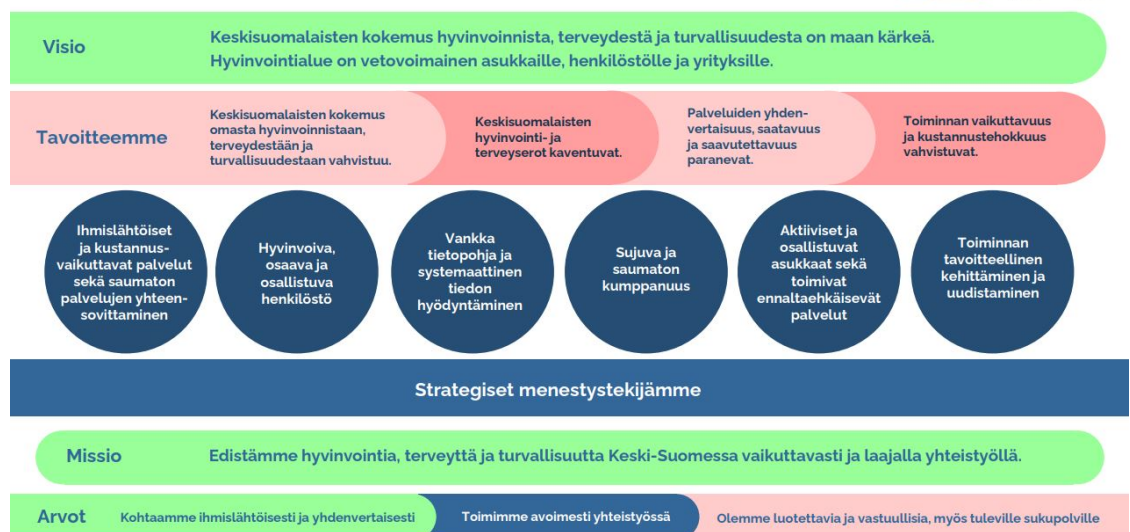 Visio
Keskisuomalaisten kokemus hyvinvoinnista, terveydestä ja turvallisuudesta on maan kärkeä.
Hyvinvointialue on vetovoimainen asukkaille, henkilöstölle ja yrityksille.
Tavoitteemme
Keskisuomalaisten kokemus
omasta hyvinvoinnistaan,
terveydestään ja
turvallisuudestaan vahvistuu.
Keskisuomalaisten
hyvinvointi- ja
terveyserot kaventuvat.
Palveluiden yhden-
vertaisuus, saatavuus
ja saavutettavuus
paranevat.
Toiminnan vaikuttavuus
ja kustannustehokkuus
vahvistuvat.
Ihmislähtöiset
ja kustannus-
vaikuttavat palvelut
sekä saumaton
palvelujen yhteen-
sovittaminen
Hyvinvoiva,
osaava ja
osallistuva
henkilöstö
Vankka
tietopohja ja
systemaattinen
tiedon
hyödyntäminen
Sujuva ja
saumaton
kumppanuus
Aktiiviset ja
osallistuvat
asukkaat sekä
toimivat
ennaltaehkäisevät
palvelut
Toiminnan
tavoitteellinen
kehittäminen ja
uudistaminen
Strategiset menestystekijämme
Missio
Edistämme hyvinvointia, terveyttä ja turvallisuutta Keski-Suomessa vaikuttavasti ja laajalla yhteistyöllä.
Arvot
Kohtaamme ihmislähtöisesti ja yhdenvertaisesti
Toimimme avoimesti yhteistyössä
Olemme luotettavia ja vastuullisia, myös tuleville sukupolville